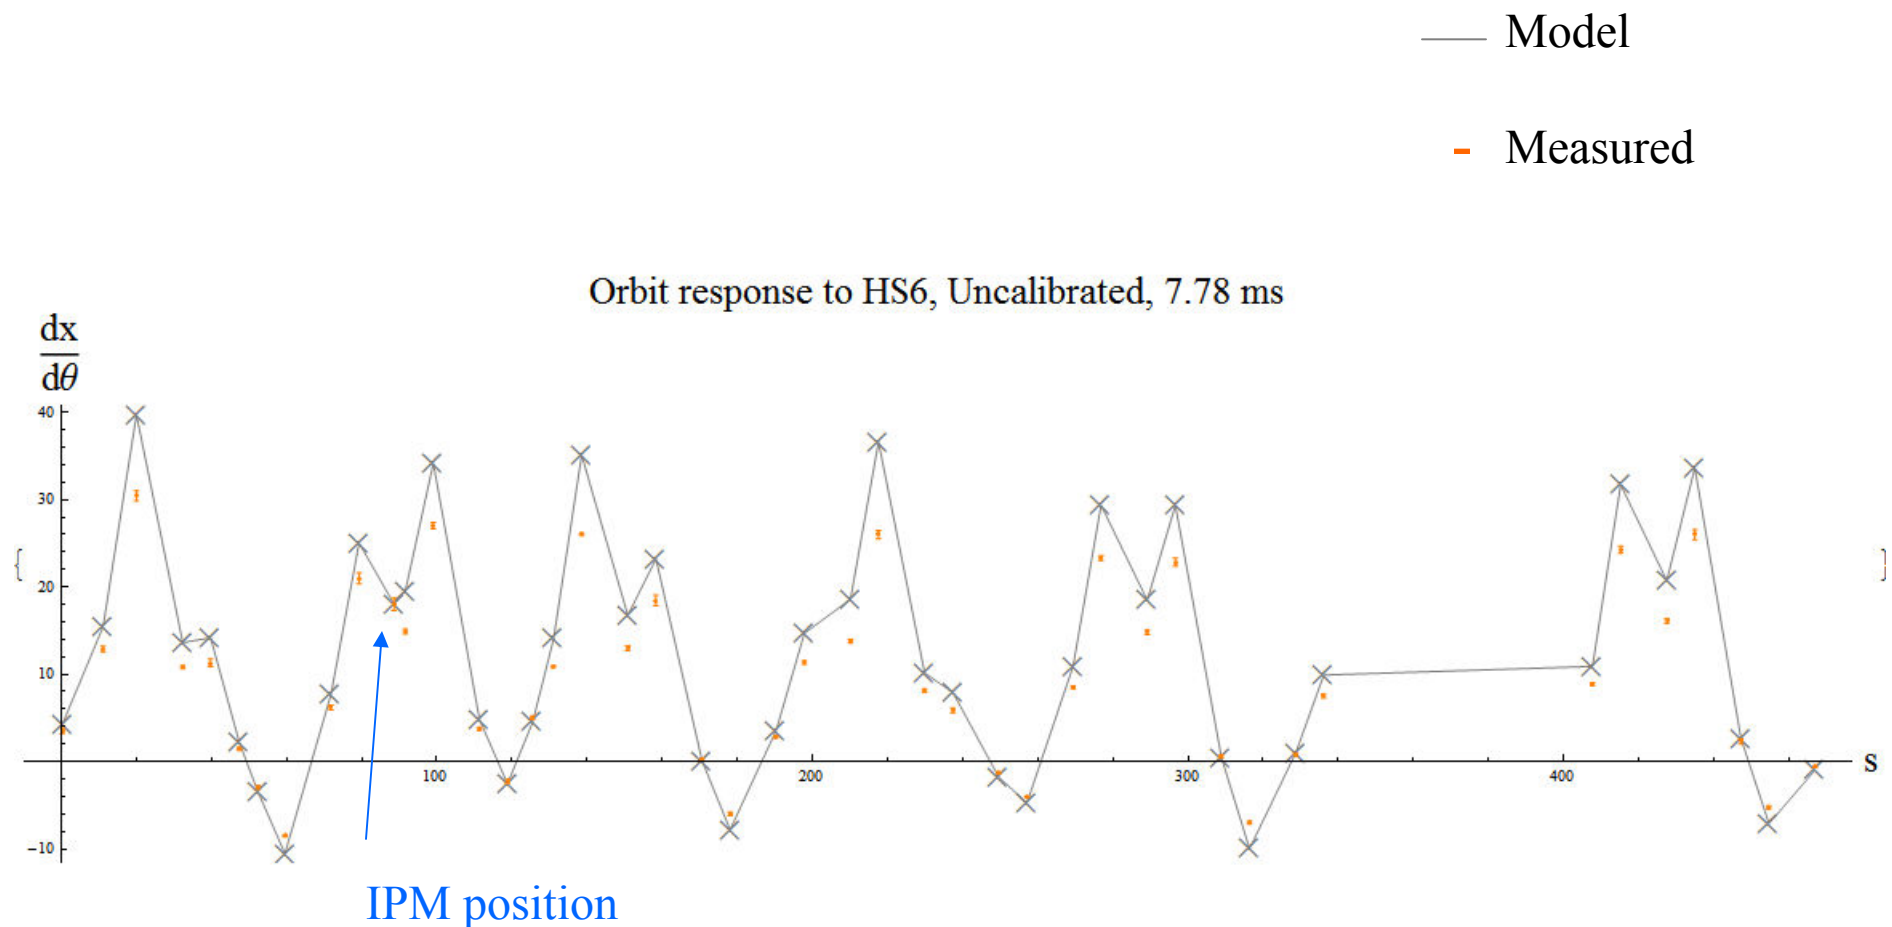 Model
Measured
Orbit response to HS6, Uncalibrated, 7.78 ms
dx
dθ
40
30
20
10
−10
{
}
100
200
300
400
s
IPM position